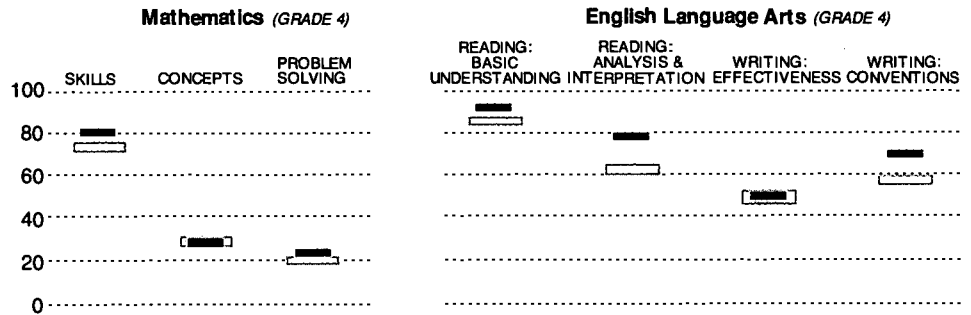 Mathematics (GRADE 4)
English Language Arts (GRADE 4)
SKILLS
CONCEPTS
PROBLEM
SOLVING
READING:
BASIC
UNDERSTANDING
READING:
ANALYSIS &
INTERPRETATION
WRITING:
EFFECTIVENESS
WRITING:
CONVENTIONS
100
80
60
40
20
0